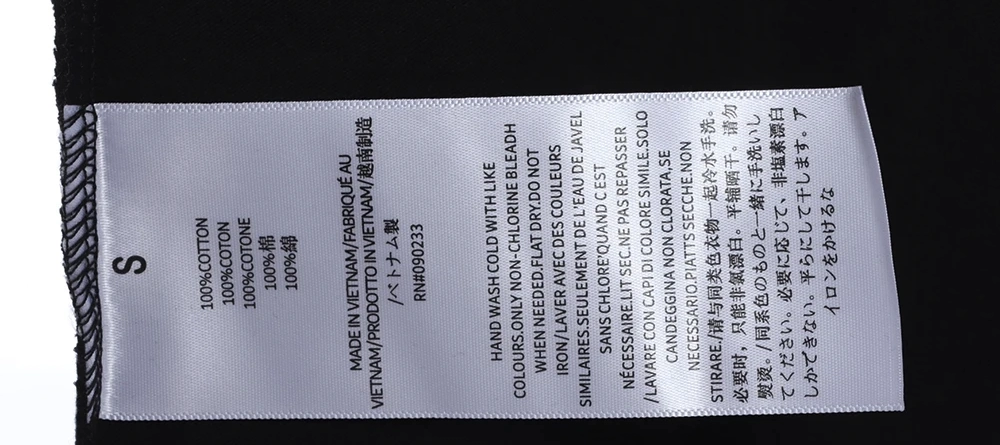 S
100%COTTON
100%COTON
100%COTONE
100%棉
100%綿
MADE IN VIETNAM/FABRIQUÉ AU
VIETNAM/PRODOTTO IN VIETNAM/越南制造
/ベトナム製
RN#090233
HAND WASH COLD WITH LIKE
COLOURS.ONLY NON-CHLORINE BLEADH
WHEN NEEDED.FLAT DRY.DO NOT
IRON/LAVER AVEC DES COULEURS
SIMILAIRES.SEULEMENT DE L'EAU DE JAVEL
SANS CHLORE'QUAND C EST
NÉCESSAIRE.LIT SEC.NE PAS REPASSER
/LAVARE CON CAPI DI COLORE SIMILE.SOLO
CANDEGGINA NON CLORATA,SE
NECESSARIO.PIATTS SECCHE.NON
STIRARE./请与同类色衣物一起冷水手洗。
必要时，只能非氯漂白。平辅晒干。请勿
熨烫。/同系色のものと一緒に手洗いし
てください。必要に応じて、非塩素漂白
しかできない。平らにして干します。ア
イロンをかけるな